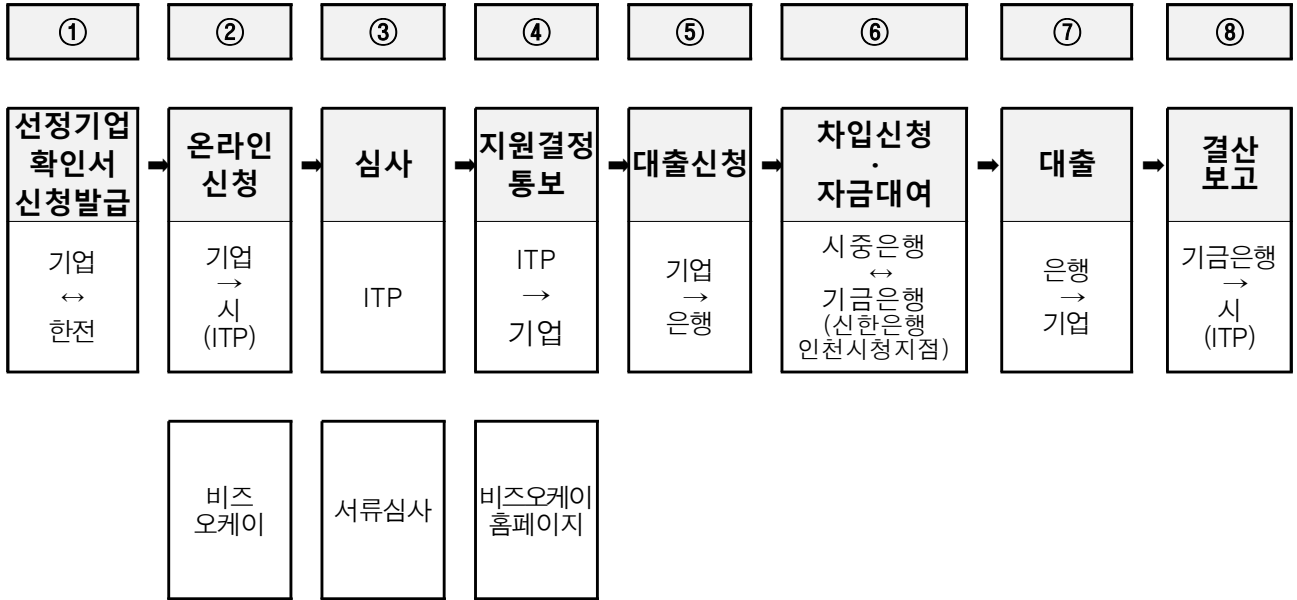 ①
②
③
④
⑤
⑥
⑦
⑧
선정기업
확인서
신청발급
➡
온라인
신청
➡
심사
➡
지원결정
통보
➡
대출신청
➡
차입신청
·
자금대여
➡
대출
➡
결산
보고
기업
↔
한전
기업
→
시
(ITP)
ITP
ITP
→
기업
기업
→
은행
시중은행
↔
기금은행
(신한은행
인천시청지점)
은행
→
기업
기금은행
→
시
(ITP)
비즈
오케이
서류심사
비즈오케이
홈페이지